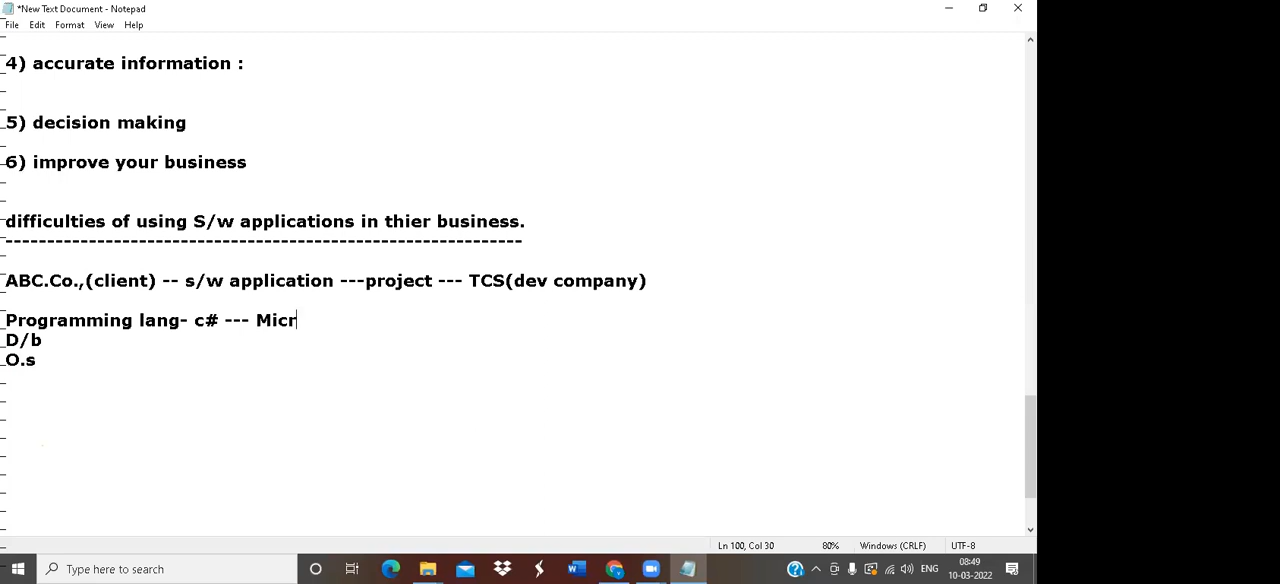 *New Text Document - Notepad
File Edit Format View Help
4) accurate information :
5) decision making
6) improve your business
difficulties of using S/w applications in thier business.
--------------------------------------------------------------
ABC.Co.,(client) -- s/w application ---project --- TCS(dev company)
Programming lang- c# --- Micr
D/b
O.s
Ln 100, Col 30 80% Windows (CRLF) UTF-8
Type here to search
ENG
08:49
10-03-2022